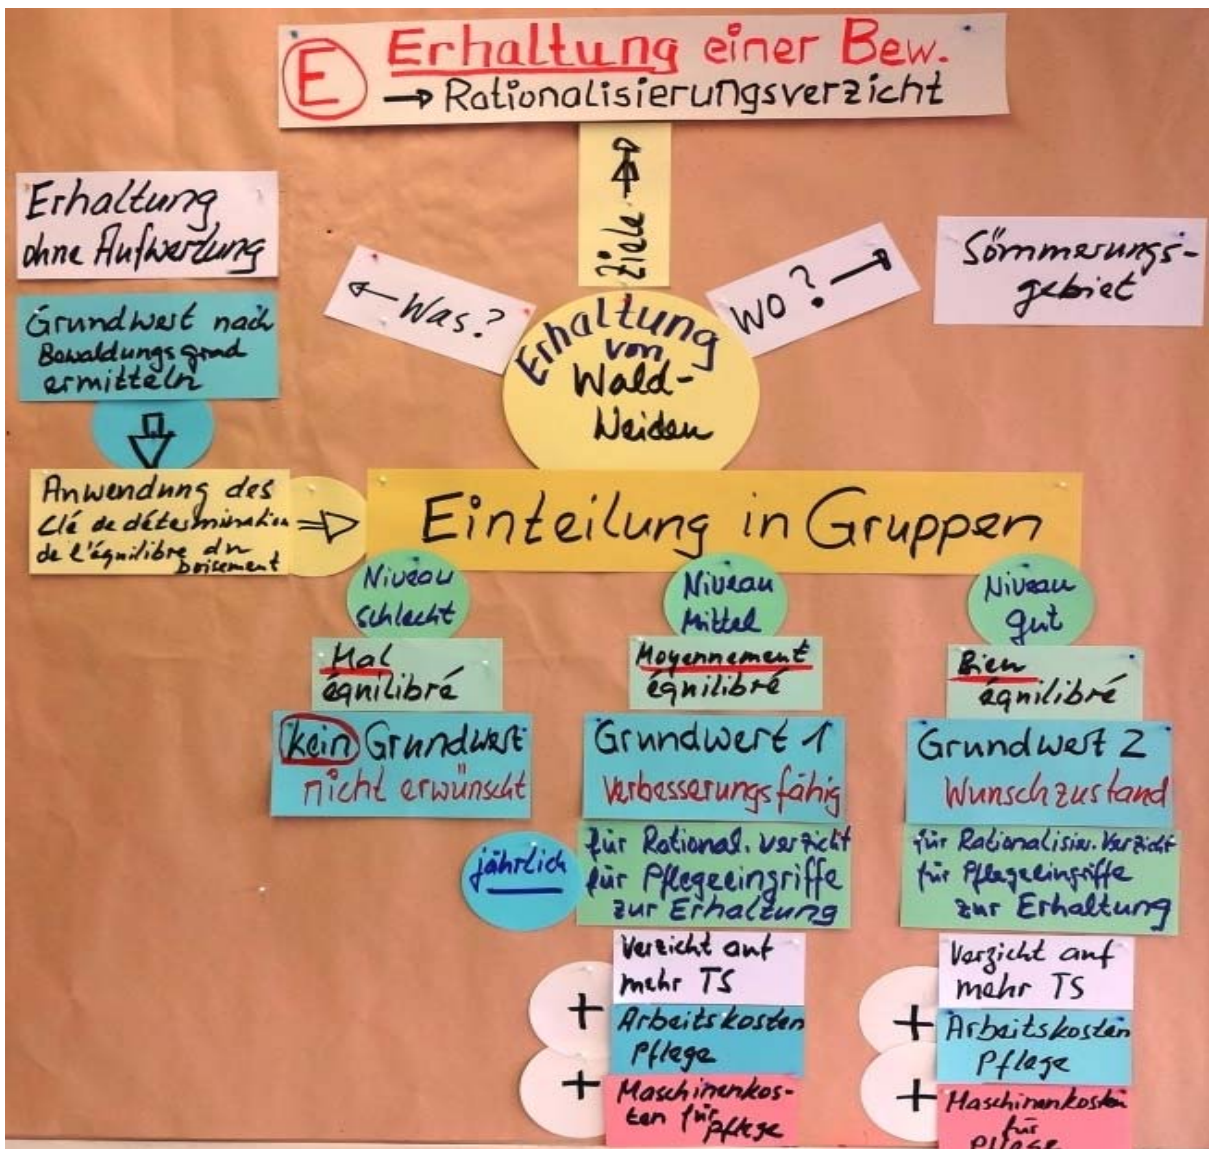 E Erhaltung einer Bew.
→ Rationalisierungsverzicht
Ziele →
Erhaltung
ohne Aufwertung
← Was?
Wo? →
Sömmerungs-
gebiet
Grundwert nach
Bewaldungsgrad
ermitteln
Erhaltung
von
Wald-
Weiden
Anwendung des
Clé de détermination
de l'équilibre du
boisement
Einteilung in Gruppen
Niveau
schlecht
Mal
équilibré
kein Grundwert
nicht erwünscht
Niveau
Mittel
Moyennement
équilibré
Grundwert 1
Verbesserungsfähig
jährlich
für Rational. verzicht
für Pflegeeingriffe
zur Erhaltung
Verzicht auf
mehr TS
+
Arbeitskosten
Pflege
+
Maschinenkos-
ten für
Pflege
Niveau
gut
Bien
équilibré
Grundwert 2
Wunschzustand
für Rationalisier. Verzicht
für Pflegeeingriffe
zur Erhaltung
Verzicht auf
mehr TS
+
Arbeitskosten
Pflege
+
Maschinenkosten
für
Pflege